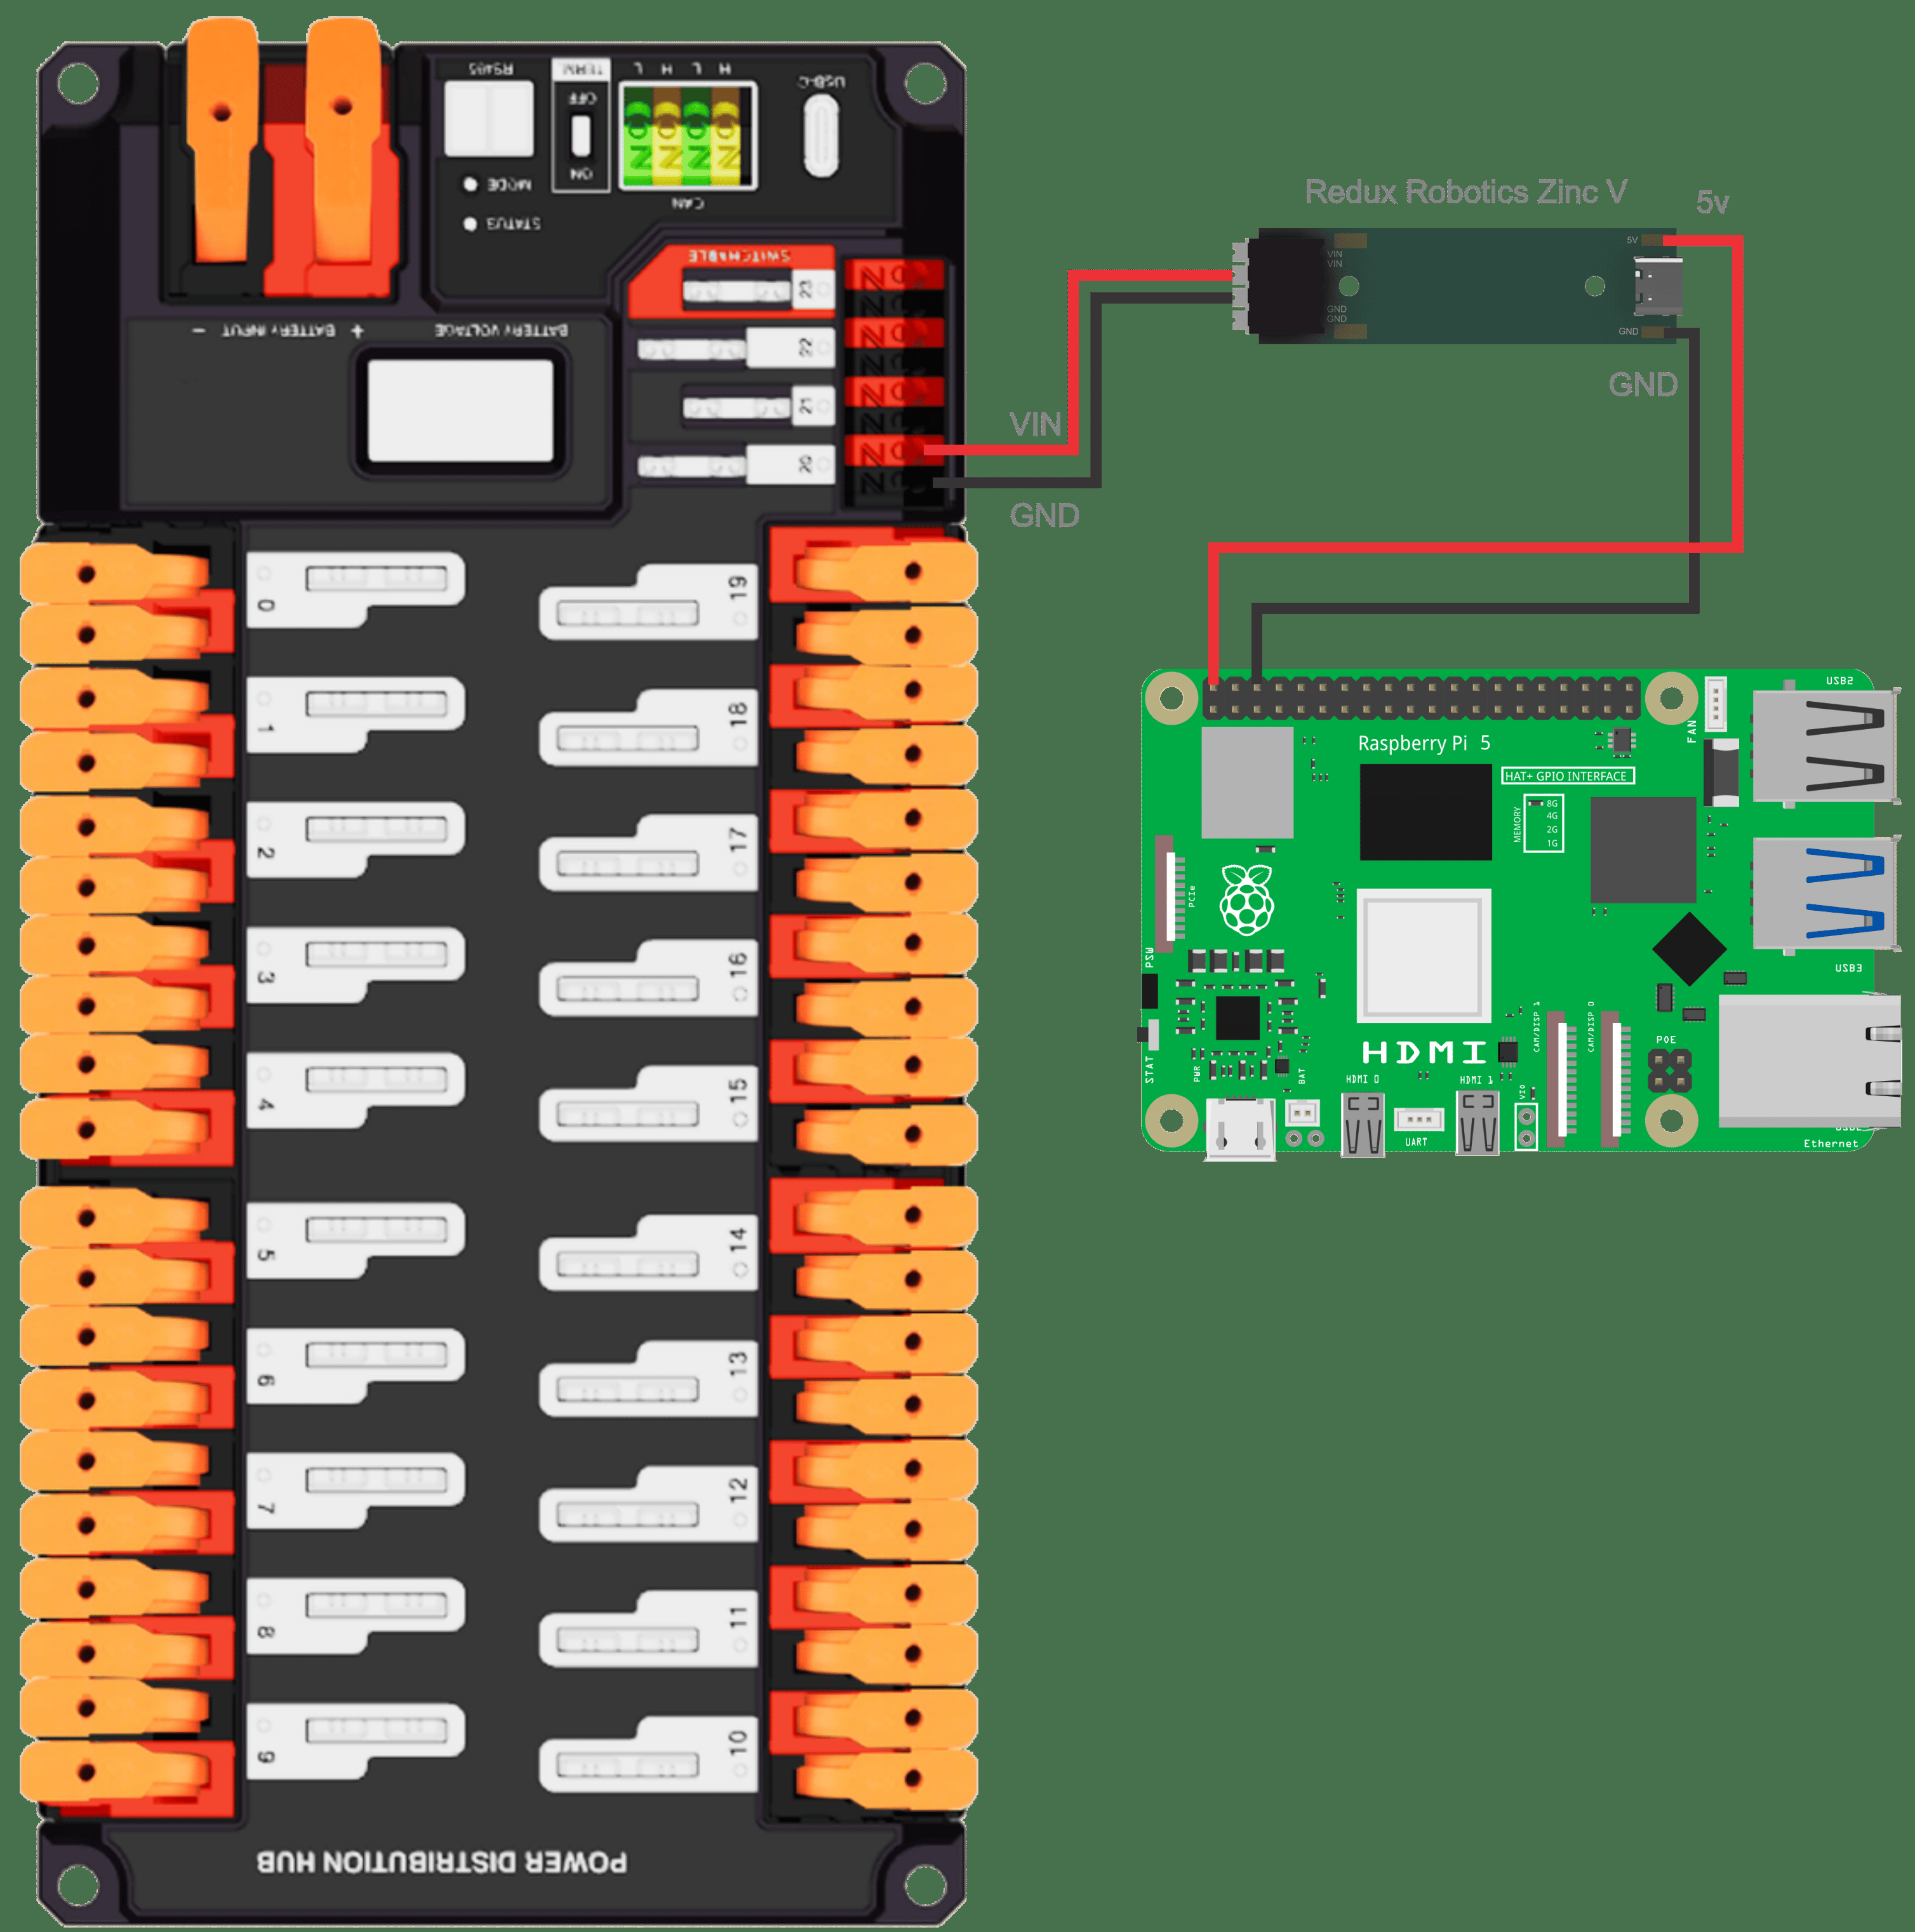 RS485
TERM
OFF
ON
L H L H
CAN
USB-C
MODE
STATUS
SWITCHABLE
23
22
21
20
- BATTERY INPUT +
BATTERY VOLTAGE
0
1
2
3
4
5
6
7
8
9
19
18
17
16
15
14
13
12
11
10
POWER DISTRIBUTION HUB
VIN
GND
Redux Robotics Zinc V
5v
VIN
VIN
GND
GND
5V
GND
GND
Raspberry Pi 5
HAT+ GPIO INTERFACE
MEMORY
8G
4G
2G
1G
FAN
USB2
USB3
PCIe
PSW
STAT
PWR
BAT
HDMI
HDMI 0
HDMI 1
UART
VIO
CAM/DISP 1
CAM/DISP 0
POE
Ethernet